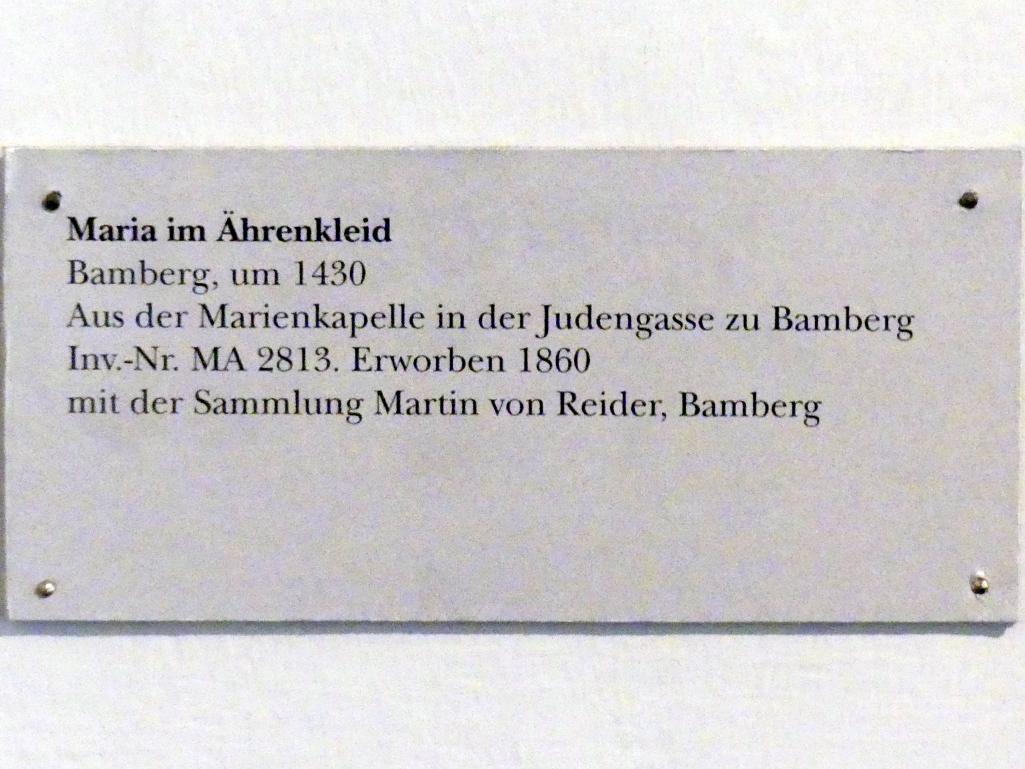 Maria im Ährenkleid
Bamberg, um 1430
Aus der Marienkapelle in der Judengasse zu Bamberg
Inv.-Nr. MA 2813. Erworben 1860
mit der Sammlung Martin von Reider, Bamberg